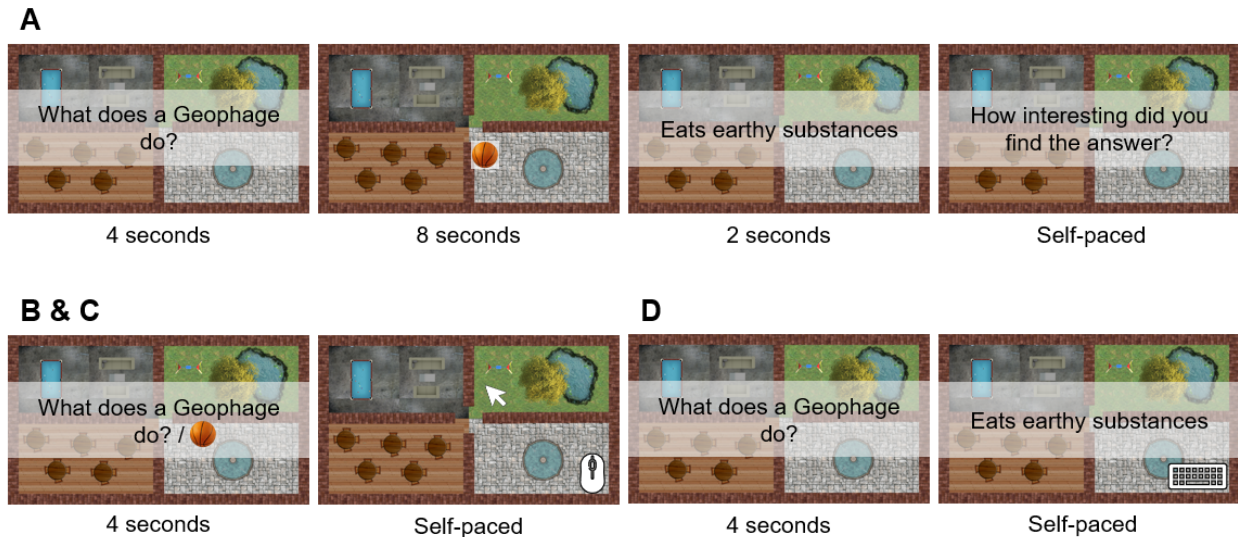 A
What does a Geophage
do?
Eats earthy substances
How interesting did you
find the answer?
4 seconds
8 seconds
2 seconds
Self-paced
B & C
D
What does a Geophage
do? /
What does a Geophage
do?
Eats earthy substances
4 seconds
Self-paced
4 seconds
Self-paced